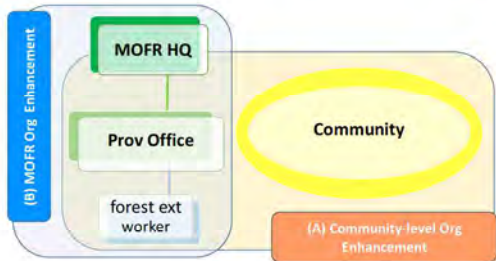 (B) MOFR Org Enhancement
MOFR HQ
Prov Office
forest ext
worker
Community
(A) Community-level Org
Enhancement